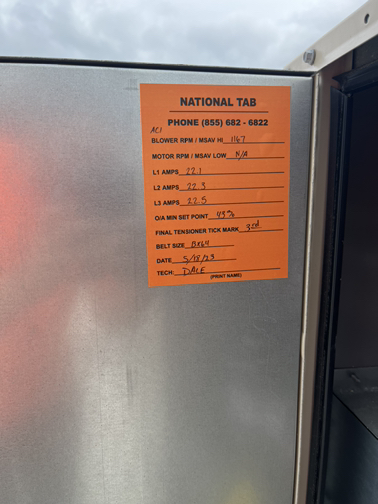 NATIONAL TAB
PHONE (855) 682 - 6822
AC1
BLOWER RPM / MSAV HI 1167
MOTOR RPM / MSAV LOW N/A
L1 AMPS 22.1
L2 AMPS 22.3
L3 AMPS 22.5
O/A MIN SET POINT 43%
FINAL TENSIONER TICK MARK 3rd
BELT SIZE BX64
DATE 5/18/23
TECH: DALE
(PRINT NAME)